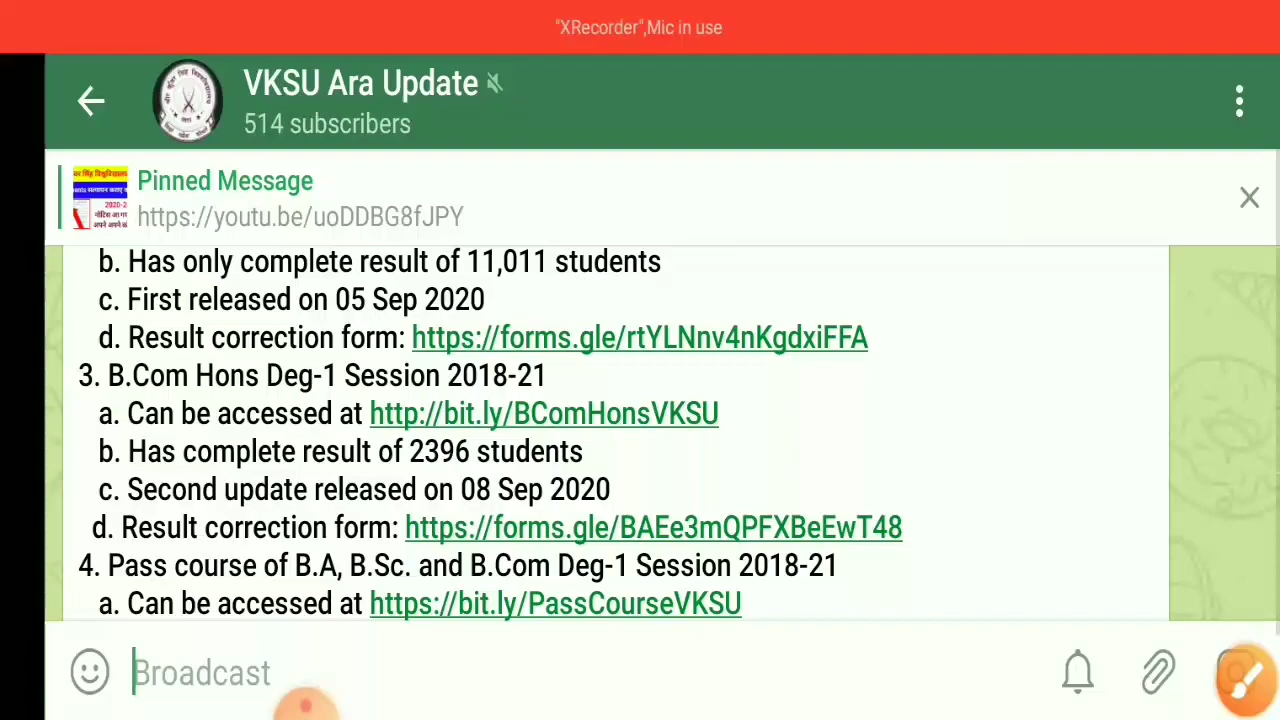 "XRecorder",Mic in use
VKSU Ara Update
514 subscribers
Pinned Message
https://youtu.be/uoDDBG8fJPY
2020-2
b. Has only complete result of 11,011 students
c. First released on 05 Sep 2020
d. Result correction form: https://forms.gle/rtYLNnv4nKgdxiFFA
3. B.Com Hons Deg-1 Session 2018-21
a. Can be accessed at http://bit.ly/BComHonsVKSU
b. Has complete result of 2396 students
c. Second update released on 08 Sep 2020
d. Result correction form: https://forms.gle/BAEe3mQPFXBeEwT48
4. Pass course of B.A, B.Sc. and B.Com Deg-1 Session 2018-21
a. Can be accessed at https://bit.ly/PassCourseVKSU
Broadcast